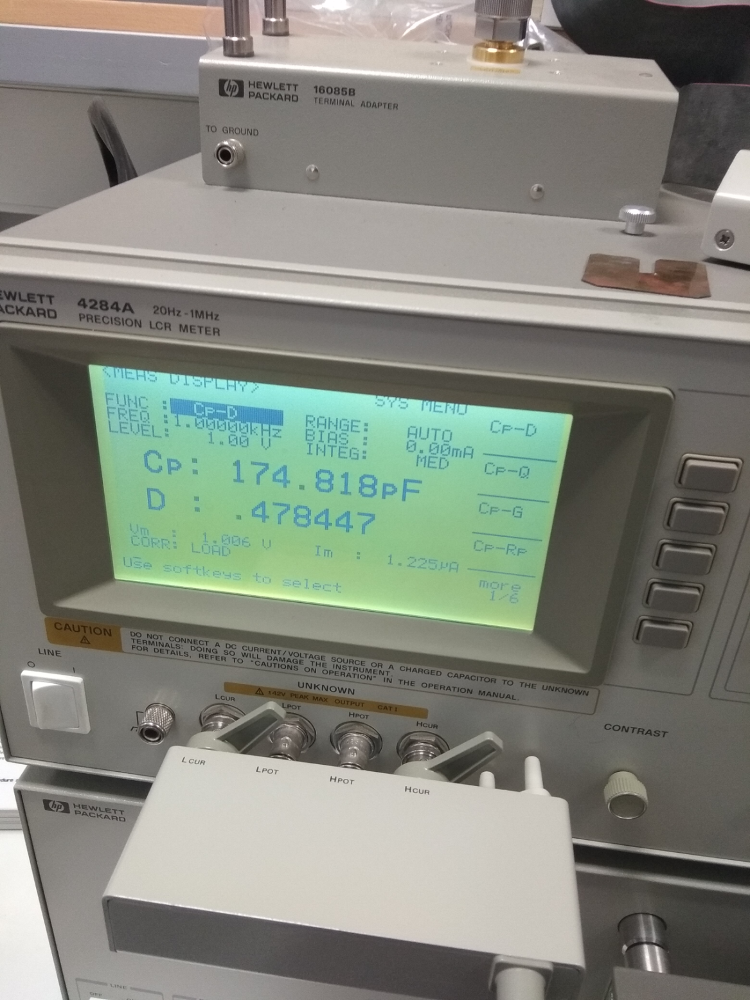 hp HEWLETT PACKARD 16085B
TERMINAL ADAPTER
TO GROUND
EWLETT
ACKARD
4284A 20Hz-1MHz
PRECISION LCR METER
<MEAS DISPLAY> SYS MENU
FUNC : Cp-D RANGE: AUTO
FREQ : 1.00000kHz BIAS : 0.00mA
LEVEL: 1.00 V INTEG: MED
Cp: 174.818pF
D : .478447
Vm : 1.006 V Im : 1.225µA
CORR: LOAD
Use softkeys to select
Cp-D
Cp-Q
Cp-G
Cp-Rp
more
1/6
CAUTION
DO NOT CONNECT A DC CURRENT/VOLTAGE SOURCE OR A CHARGED CAPACITOR TO THE UNKNOWN
TERMINALS: DOING SO WILL DAMAGE THE INSTRUMENT.
FOR DETAILS, REFER TO "CAUTIONS ON OPERATION" IN THE OPERATION MANUAL.
LINE
O I
UNKNOWN
±42V PEAK MAX OUTPUT CAT I
LCUR LPOT HPOT HCUR
CONTRAST
LCUR LPOT HPOT HCUR
hp HEWLETT
PACKARD
LINE
OFF